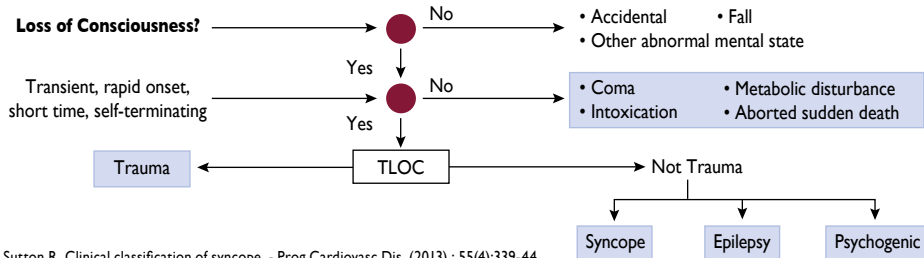 Loss of Consciousness?
No
• Accidental • Fall
• Other abnormal mental state
Yes
Transient, rapid onset,
short time, self-terminating
No
• Coma • Metabolic disturbance
• Intoxication • Aborted sudden death
Yes
Trauma
TLOC
Not Trauma
Syncope
Epilepsy
Psychogenic
Sutton R. Clinical classification of syncope. - Prog Cardiovasc Dis. (2013) ; 55(4):339-44